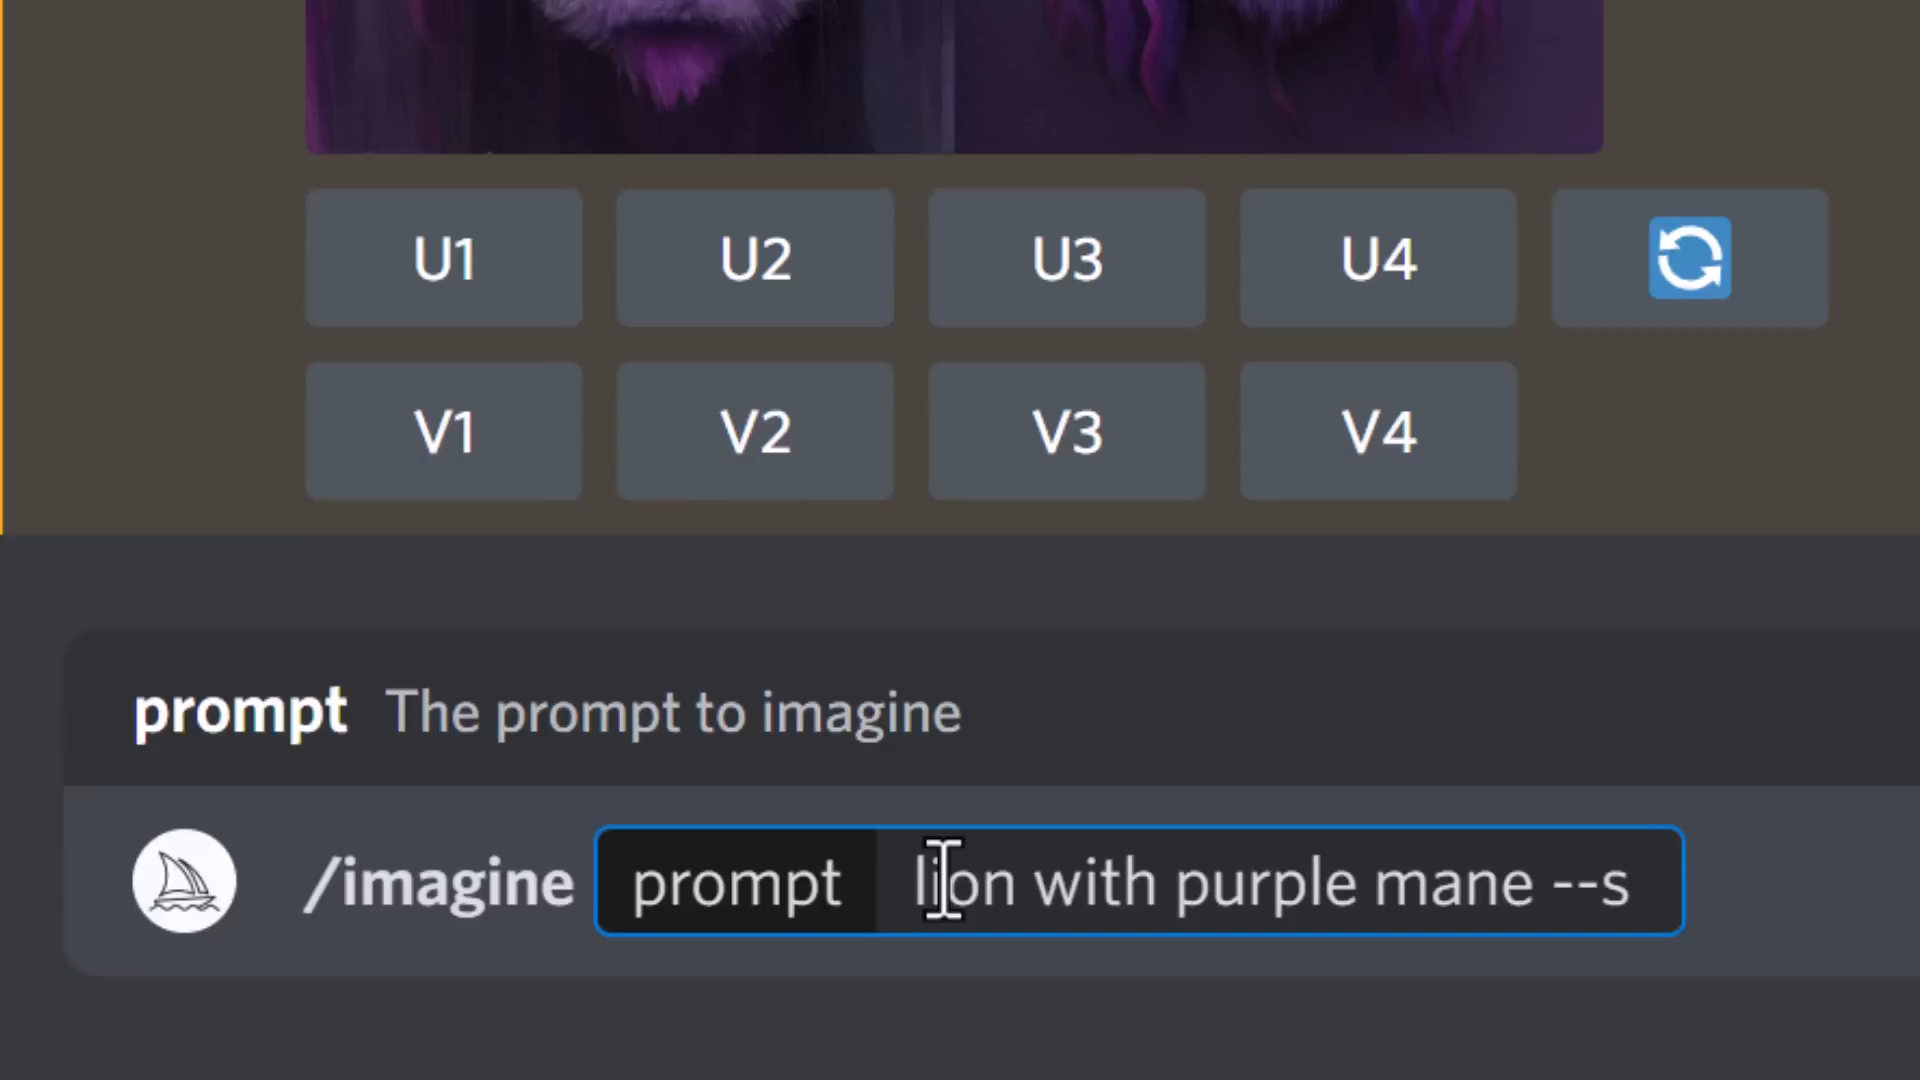 U1 U2 U3 U4
V1 V2 V3 V4
prompt The prompt to imagine
/imagine prompt lion with purple mane --s